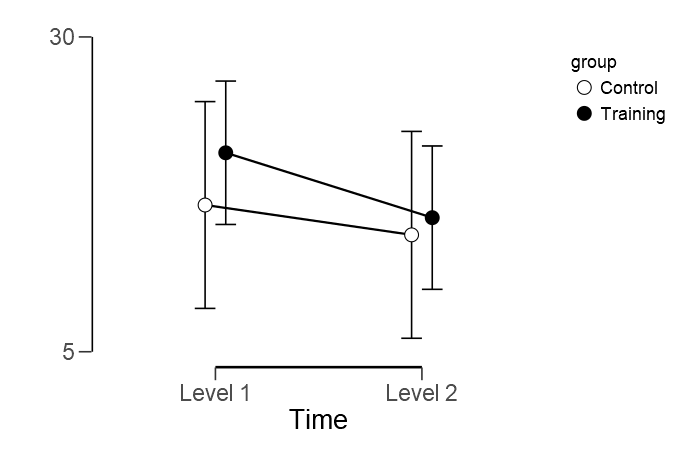 30
group
Control
Training
5
Level 1
Level 2
Time